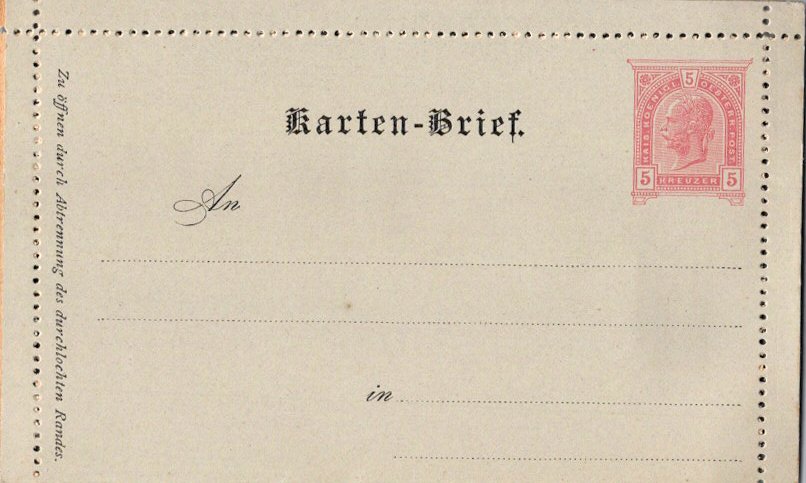 Karten-Brief.
5
KAIS. KOENIGL. OESTERR. POST
5 KREUZER 5
An
in
Zu öffnen durch Abtrennung des durchlochten Randes.